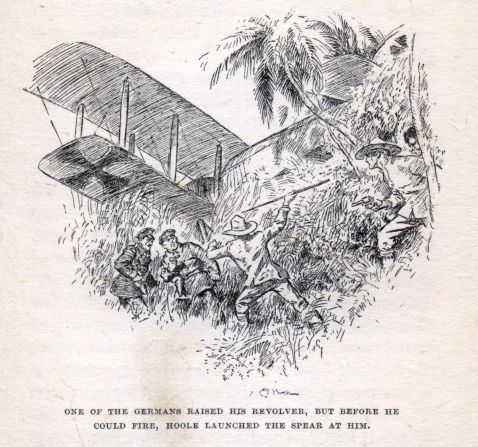 ONE OF THE GERMANS RAISED HIS REVOLVER, BUT BEFORE HE
COULD FIRE, HOOLE LAUNCHED THE SPEAR AT HIM.